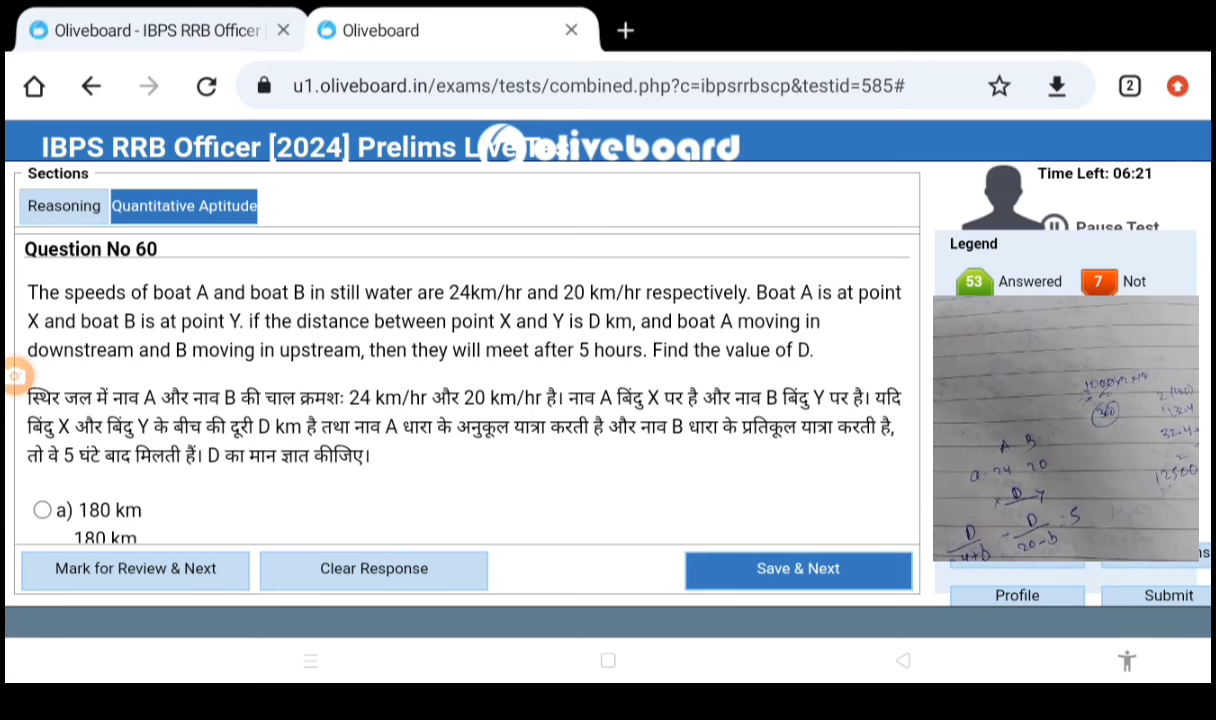 Oliveboard - IBPS RRB Officer
Oliveboard
u1.oliveboard.in/exams/tests/combined.php?c=ibpsrrbscp&testid=585#
2
IBPS RRB Officer [2024] Prelims Live Test
oliveboard
Sections
Reasoning
Quantitative Aptitude
Time Left: 06:21
Pause Test
Question No 60
Legend
53 Answered
7 Not
The speeds of boat A and boat B in still water are 24km/hr and 20 km/hr respectively. Boat A is at point
X and boat B is at point Y. if the distance between point X and Y is D km, and boat A moving in
downstream and B moving in upstream, then they will meet after 5 hours. Find the value of D.
स्थिर जल में नाव A और नाव B की चाल क्रमशः 24 km/hr और 20 km/hr है। नाव A बिंदु X पर है और नाव B बिंदु Y पर है। यदि
बिंदु X और बिंदु Y के बीच की दूरी D km है तथा नाव A धारा के अनुकूल यात्रा करती है और नाव B धारा के प्रतिकूल यात्रा करती है,
तो वे 5 घंटे बाद मिलती हैं। D का मान ज्ञात कीजिए।
a) 180 km
180 km
360
A B
24 20
D
D
D
= 5
20-b
12500
Mark for Review & Next
Clear Response
Save & Next
Profile
Submit